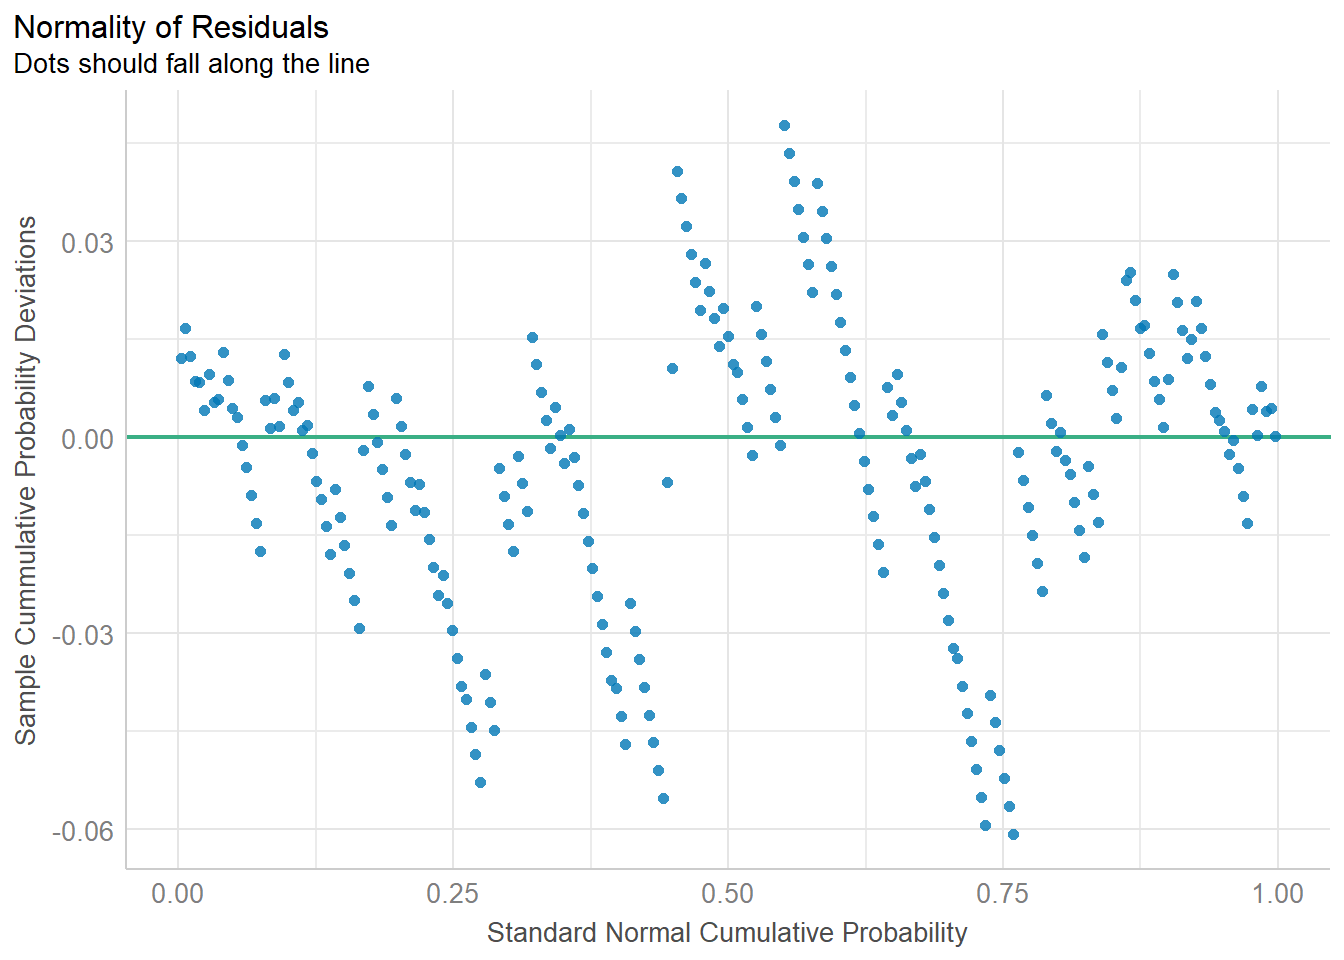 Normality of Residuals
Dots should fall along the line
Sample Cummulative Probability Deviations
0.03
0.00
-0.03
-0.06
0.00 0.25 0.50 0.75 1.00
Standard Normal Cumulative Probability